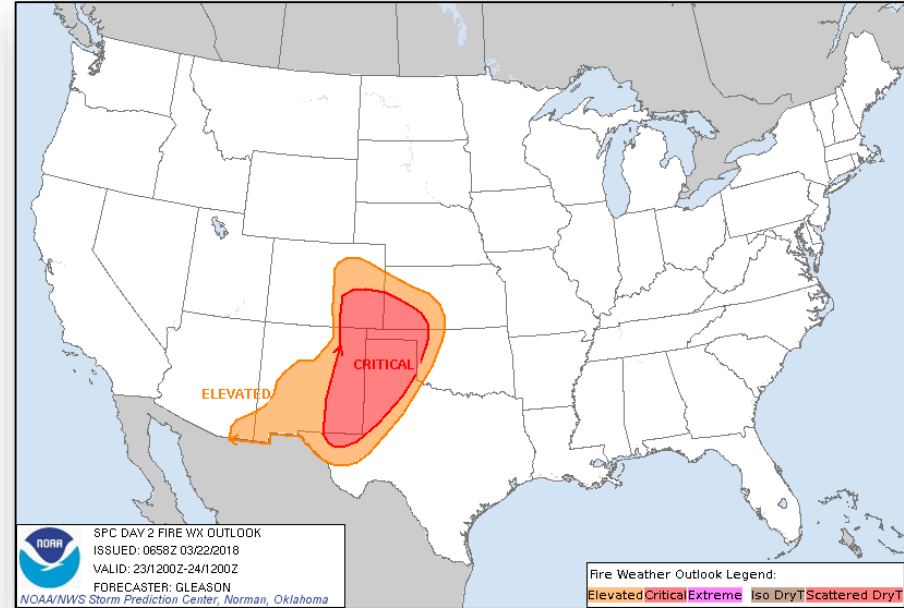 CRITICAL
ELEVATED
NOAA
SPC DAY 2 FIRE WX OUTLOOK
ISSUED: 0658Z 03/22/2018
VALID: 23/1200Z-24/1200Z
FORECASTER: GLEASON
NOAA/NWS Storm Prediction Center, Norman, Oklahoma
Fire Weather Outlook Legend:
Elevated Critical Extreme Iso DryT Scattered DryT